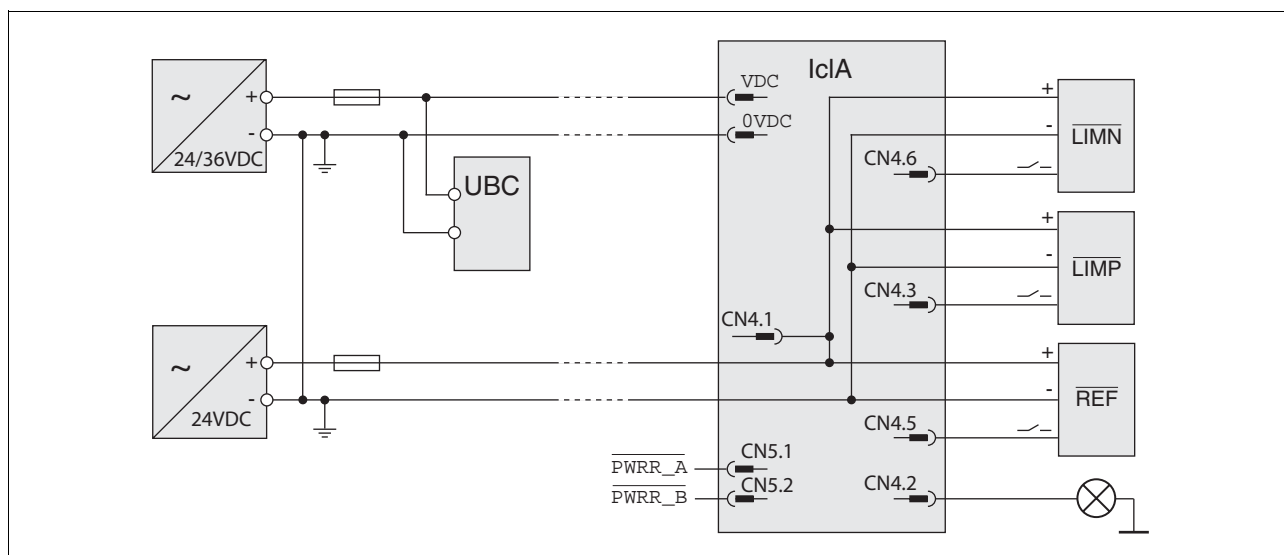 IclA
VDC
0VDC
~
+
-
24/36VDC
UBC
+
-
LIMN
CN4.6
+
-
LIMP
CN4.3
CN4.1
~
+
-
24VDC
+
-
REF
CN4.5
PWRR_A
CN5.1
PWRR_B
CN5.2
CN4.2